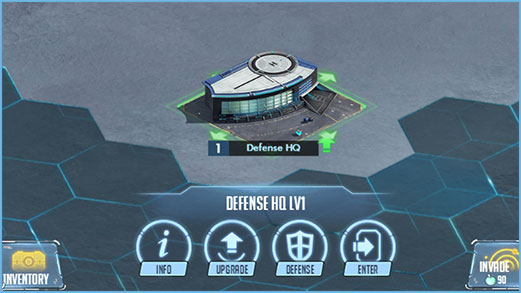 H
1 Defense HQ
DEFENSE HQ LV1
INFO UPGRADE DEFENSE ENTER
INVENTORY
INVADE
90